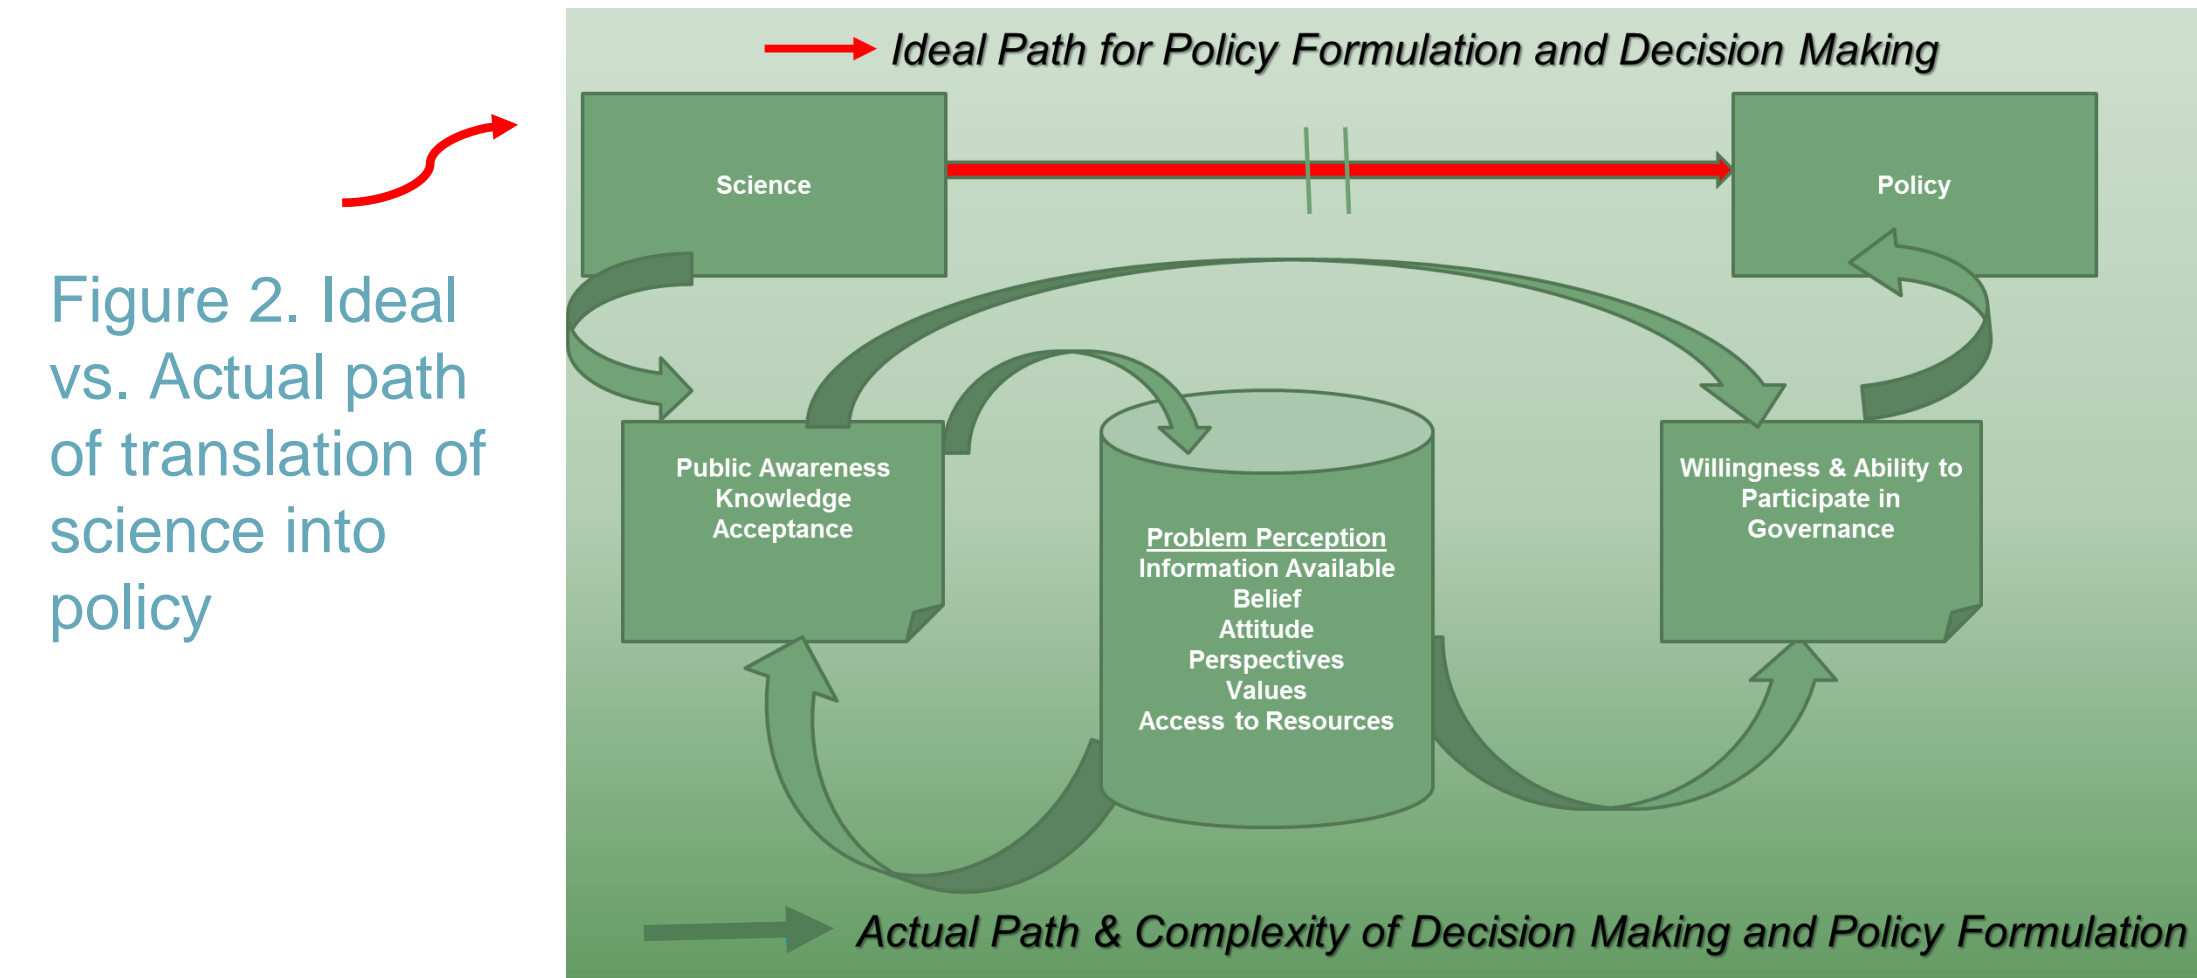 Ideal Path for Policy Formulation and Decision Making
Science
Policy
Figure 2. Ideal
vs. Actual path
of translation of
science into
policy
Public Awareness
Knowledge
Acceptance
Problem Perception
Information Available
Belief
Attitude
Perspectives
Values
Access to Resources
Willingness & Ability to
Participate in
Governance
Actual Path & Complexity of Decision Making and Policy Formulation